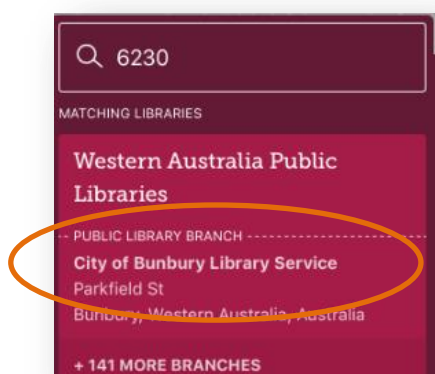 6230
MATCHING LIBRARIES
Western Australia Public
Libraries
PUBLIC LIBRARY BRANCH
City of Bunbury Library Service
Parkfield St
Bunbury, Western Australia, Australia
+ 141 MORE BRANCHES